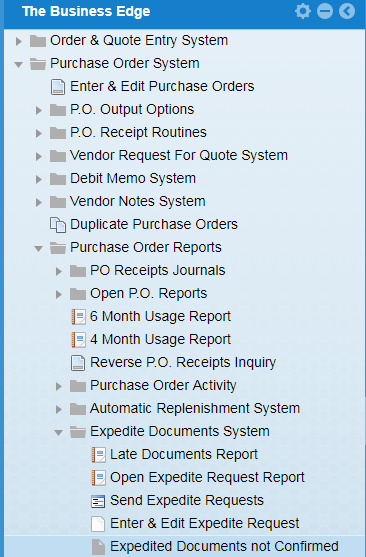 The Business Edge
Order & Quote Entry System
Purchase Order System
Enter & Edit Purchase Orders
P.O. Output Options
P.O. Receipt Routines
Vendor Request For Quote System
Debit Memo System
Vendor Notes System
Duplicate Purchase Orders
Purchase Order Reports
PO Receipts Journals
Open P.O. Reports
6 Month Usage Report
4 Month Usage Report
Reverse P.O. Receipts Inquiry
Purchase Order Activity
Automatic Replenishment System
Expedite Documents System
Late Documents Report
Open Expedite Request Report
Send Expedite Requests
Enter & Edit Expedite Request
Expedited Documents not Confirmed